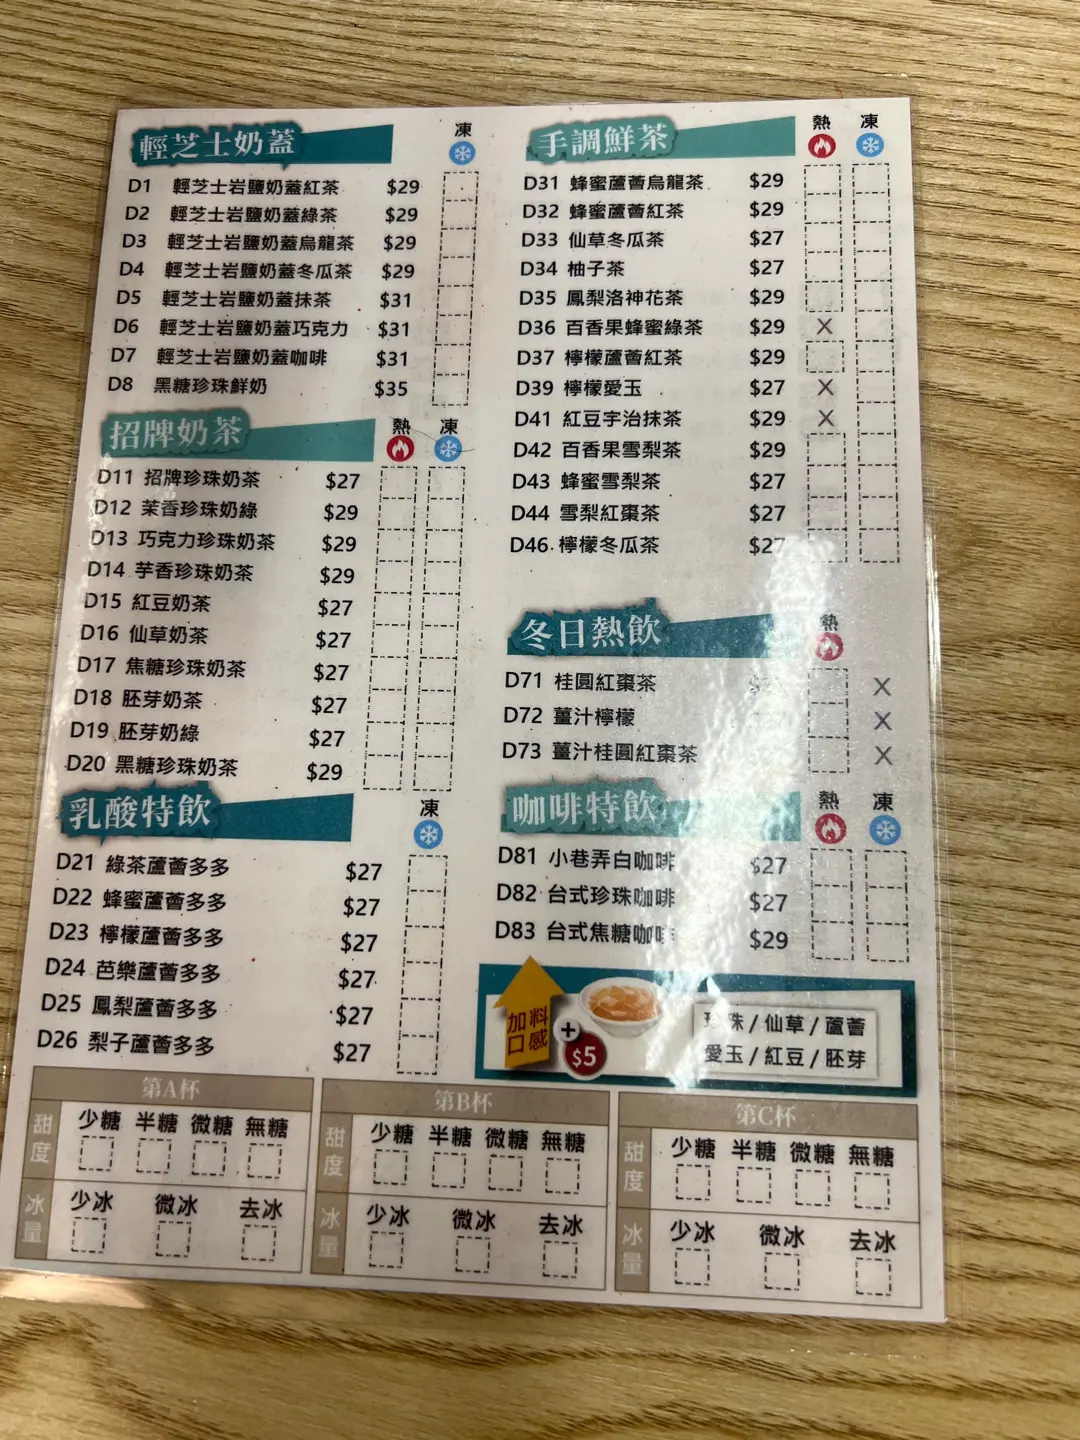 輕芝士奶蓋 凍
D1 輕芝士岩鹽奶蓋紅茶 $29
D2 輕芝士岩鹽奶蓋綠茶 $29
D3 輕芝士岩鹽奶蓋烏龍茶 $29
D4 輕芝士岩鹽奶蓋冬瓜茶 $29
D5 輕芝士岩鹽奶蓋抹茶 $31
D6 輕芝士岩鹽奶蓋巧克力 $31
D7 輕芝士岩鹽奶蓋咖啡 $31
D8 黑糖珍珠鮮奶 $35
招牌奶茶 熱 凍
D11 招牌珍珠奶茶 $27
D12 茉香珍珠奶綠 $29
D13 巧克力珍珠奶茶 $29
D14 芋香珍珠奶茶 $29
D15 紅豆奶茶 $27
D16 仙草奶茶 $27
D17 焦糖珍珠奶茶 $27
D18 胚芽奶茶 $27
D19 胚芽奶綠 $27
D20 黑糖珍珠奶茶 $29
乳酸特飲 凍
D21 綠茶蘆薈多多 $27
D22 蜂蜜蘆薈多多 $27
D23 檸檬蘆薈多多 $27
D24 芭樂蘆薈多多 $27
D25 鳳梨蘆薈多多 $27
D26 梨子蘆薈多多 $27
手調鮮茶 熱 凍
D31 蜂蜜蘆薈烏龍茶 $29
D32 蜂蜜蘆薈紅茶 $29
D33 仙草冬瓜茶 $27
D34 柚子茶 $27
D35 鳳梨洛神花茶 $29
D36 百香果蜂蜜綠茶 $29 X
D37 檸檬蘆薈紅茶 $29
D39 檸檬愛玉 $27 X
D41 紅豆宇治抹茶 $29 X
D42 百香果雪梨茶 $29
D43 蜂蜜雪梨茶 $27
D44 雪梨紅棗茶 $27
D46 檸檬冬瓜茶 $27
冬日熱飲 熱
D71 桂圓紅棗茶 X
D72 薑汁檸檬 X
D73 薑汁桂圓紅棗茶 X
咖啡特飲 熱 凍
D81 小巷弄白咖啡 $27
D82 台式珍珠咖啡 $27
D83 台式焦糖咖啡 $29
加料
口感
+
$5
珍珠/仙草/蘆薈
愛玉/紅豆/胚芽
第A杯
甜度 少糖 半糖 微糖 無糖
冰量 少冰 微冰 去冰
第B杯
甜度 少糖 半糖 微糖 無糖
冰量 少冰 微冰 去冰
第C杯
甜度 少糖 半糖 微糖 無糖
冰量 少冰 微冰 去冰